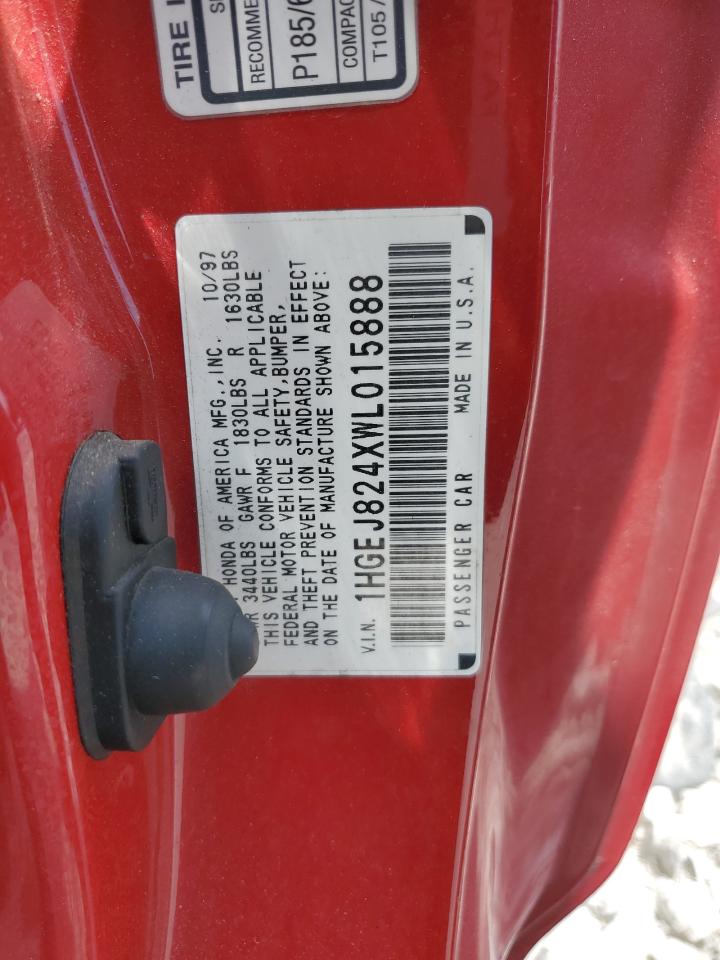 TIRE I
RECOMME
P185/6
COMPAC
T105/
HONDA OF AMERICA MFG.,INC. 10/97
3440LBS GAWR F 1830LBS R 1630LBS
THIS VEHICLE CONFORMS TO ALL APPLICABLE
FEDERAL MOTOR VEHICLE SAFETY,BUMPER,
AND THEFT PREVENTION STANDARDS IN EFFECT
ON THE DATE OF MANUFACTURE SHOWN ABOVE:
V.I.N. 1HGEJ824XWL015888
PASSENGER CAR MADE IN U.S.A.